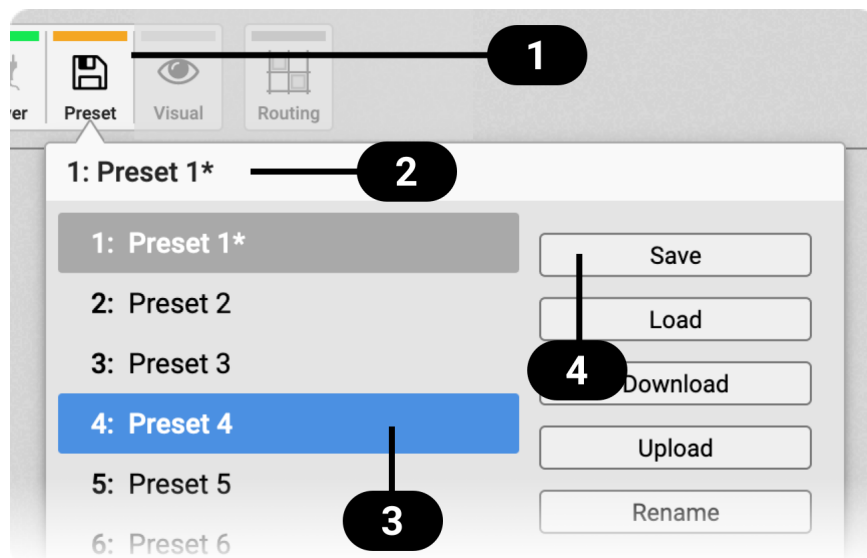 1
er Preset Visual Routing
1: Preset 1*
2
1: Preset 1*
2: Preset 2
3: Preset 3
4: Preset 4
5: Preset 5
6: Preset 6
Save
Load
4
Download
Upload
Rename
3